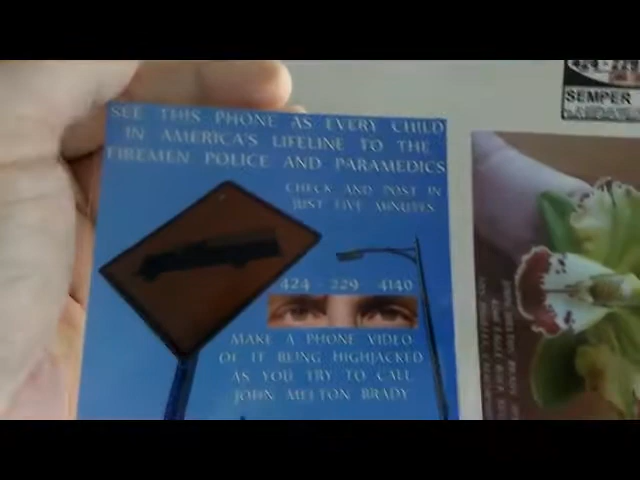 SEE THIS PHONE AS EVERY CHILD
IN AMERICA'S LIFELINE TO THE
FIREMEN POLICE AND PARAMEDICS
CHECK AND POST IN
JUST FIVE MINUTES
424 - 229 4140
MAKE A PHONE VIDEO
OF IT BEING HIGHJACKED
AS YOU TRY TO CALL
JOHN MELTON BRADY
SEMPER